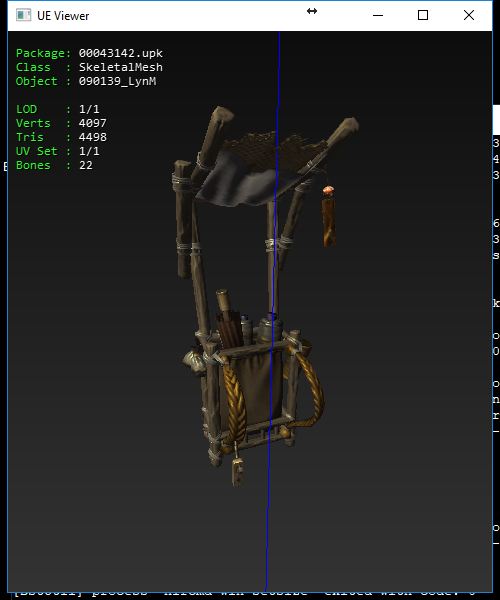 UE Viewer
Package: 00043142.upk
Class : SkeletalMesh
Object : 090139_LynM
LOD : 1/1
Verts : 4097
Tris : 4498
UV Set : 1/1
Bones : 22